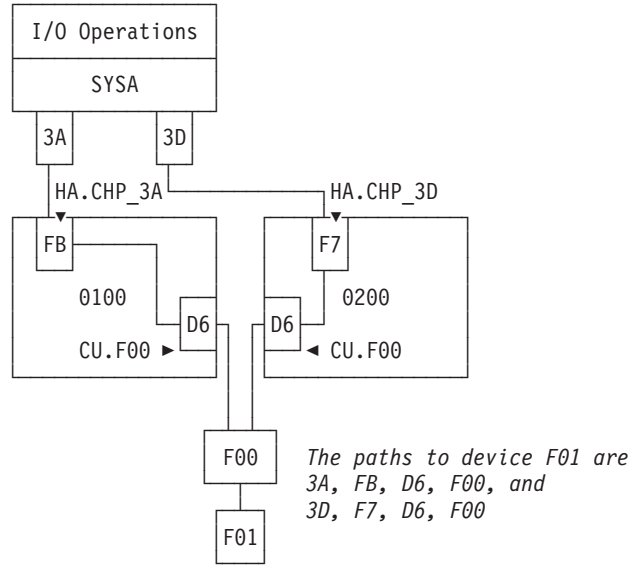 I/O Operations
SYSA
3A 3D
HA.CHP_3A HA.CHP_3D
FB F7
0100 0200
D6 D6
CU.F00 ► ◄ CU.F00
F00
The paths to device F01 are
3A, FB, D6, F00, and
3D, F7, D6, F00
F01